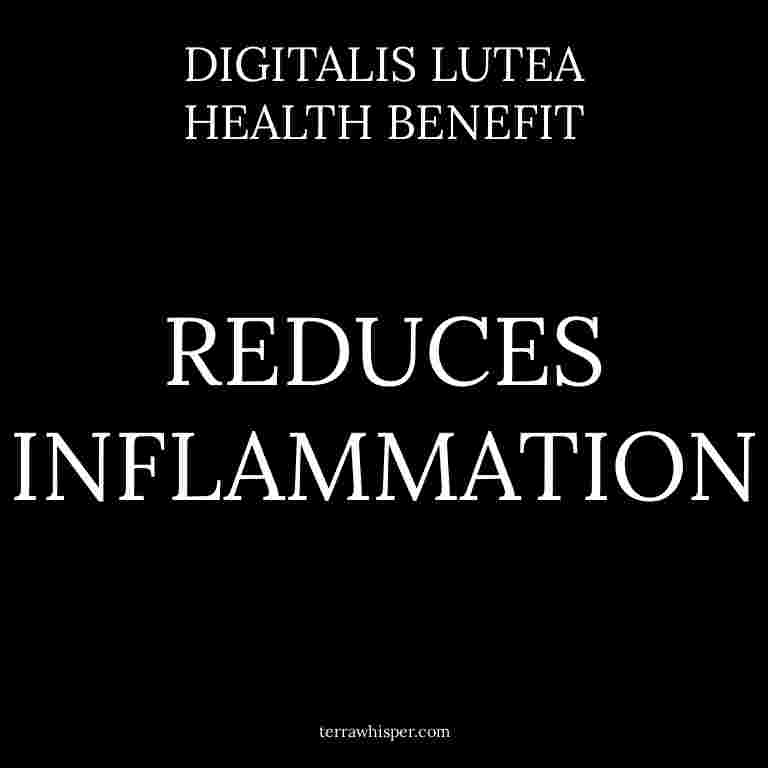 DIGITALIS LUTEA
HEALTH BENEFIT
REDUCES
INFLAMMATION
terrawhisper.com